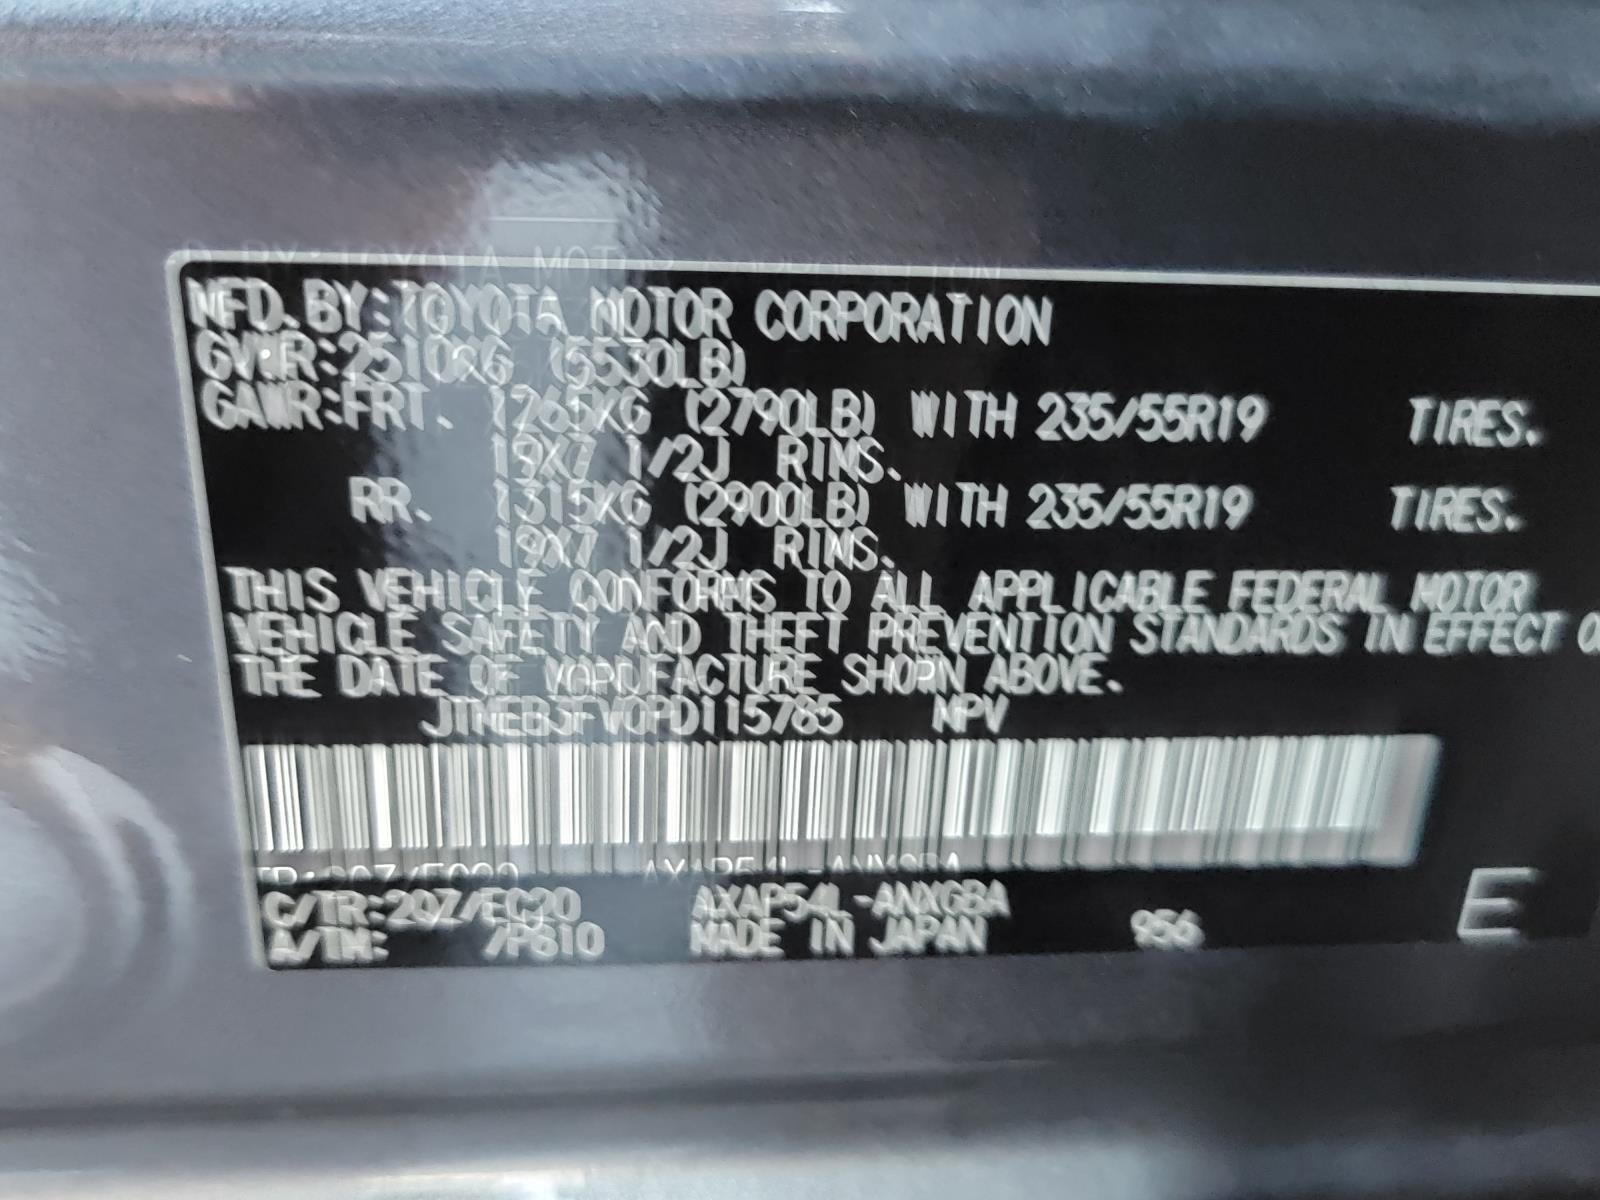 MFD. BY: TOYOTA MOTOR CORPORATION
GVWR: 2510KG (5530LB)
GAWR: FRT. 1265KG (2790LB) WITH 235/55R19 TIRES.
19X7 1/2J RIMS.
RR. 1315KG (2900LB) WITH 235/55R19 TIRES.
19X7 1/2J RIMS.
THIS VEHICLE CONFORMS TO ALL APPLICABLE FEDERAL MOTOR
VEHICLE SAFETY AND THEFT PREVENTION STANDARDS IN EFFECT
THE DATE OF MANUFACTURE SHOWN ABOVE.
MPV
C/TR: /EC20 AXAP54L-ANXGBA
A/TM: /P610 MADE IN JAPAN 956
E